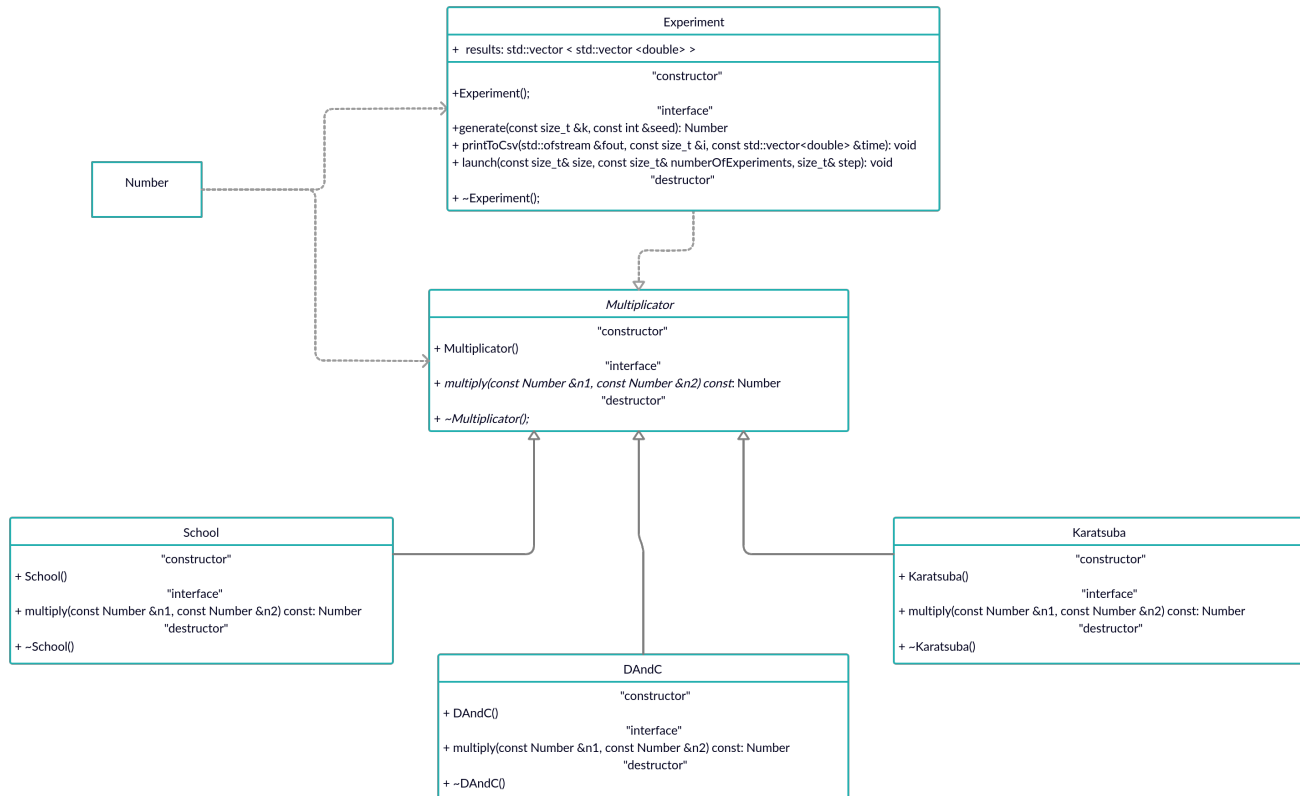 Experiment
+ results: std::vector < std::vector <double> >
"constructor"
+Experiment();
"interface"
+generate(const size_t &k, const int &seed): Number
+ printToCsv(std::ofstream &fout, const size_t &i, const std::vector<double> &time): void
+ launch(const size_t& size, const size_t& numberOfExperiments, size_t& step): void
"destructor"
+ ~Experiment();
Number
Multiplicator
"constructor"
+ Multiplicator()
"interface"
+ multiply(const Number &n1, const Number &n2) const: Number
"destructor"
+ ~Multiplicator();
School
"constructor"
+ School()
"interface"
+ multiply(const Number &n1, const Number &n2) const: Number
"destructor"
+ ~School()
Karatsuba
"constructor"
+ Karatsuba()
"interface"
+ multiply(const Number &n1, const Number &n2) const: Number
"destructor"
+ ~Karatsuba()
DAndC
"constructor"
+ DAndC()
"interface"
+ multiply(const Number &n1, const Number &n2) const: Number
"destructor"
+ ~DAndC()